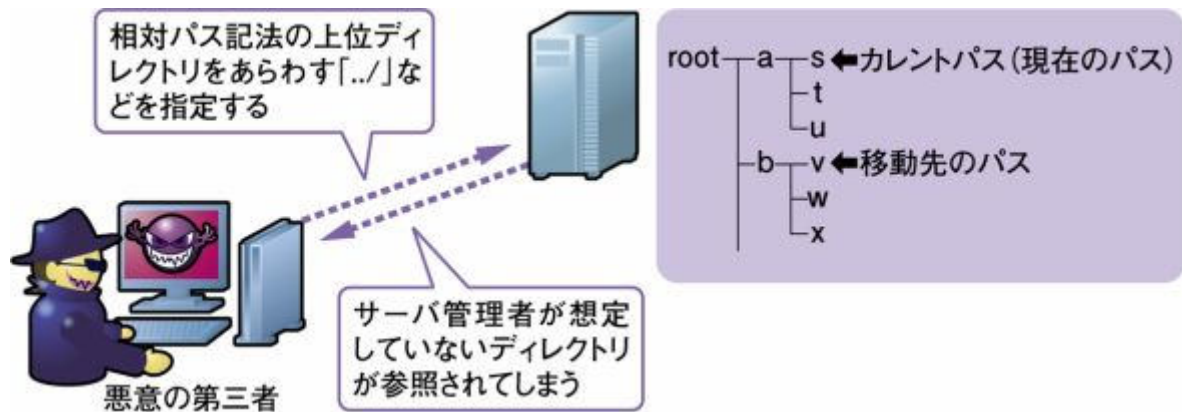 相対パス記法の上位ディ
レクトリをあらわす「../」な
どを指定する
root a s ←カレントパス(現在のパス)
t
u
b v ←移動先のパス
w
x
サーバ管理者が想定
していないディレクトリ
が参照されてしまう
悪意の第三者